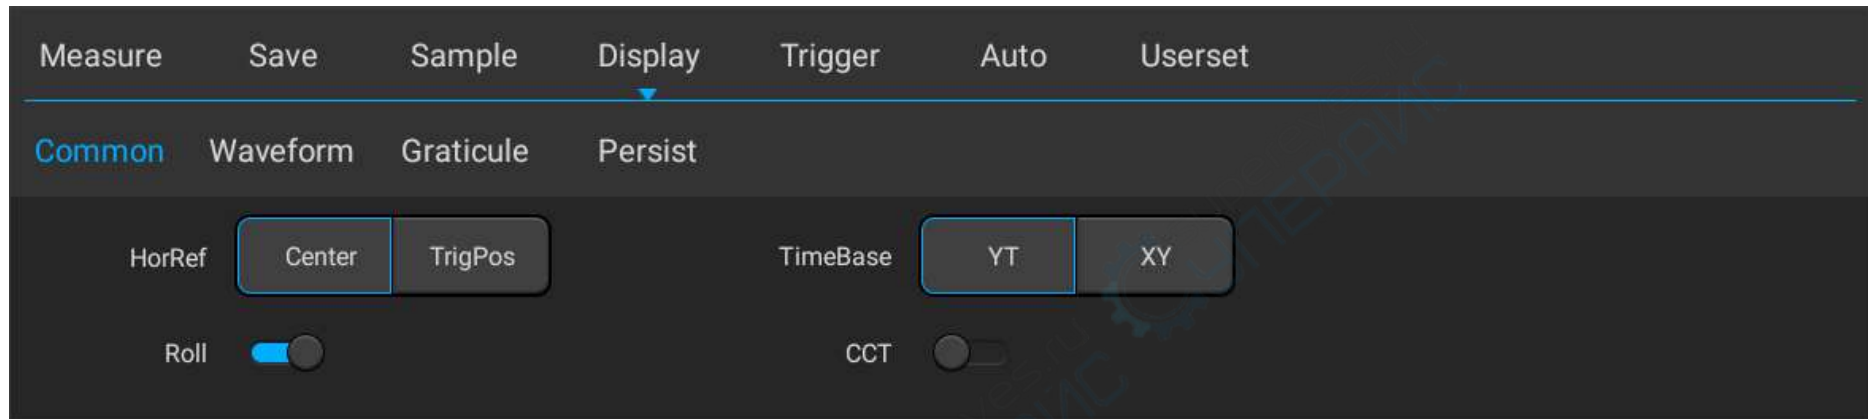 Measure Save Sample Display Trigger Auto Userset
Common Waveform Graticule Persist
HorRef Center TrigPos TimeBase YT XY
Roll CCT